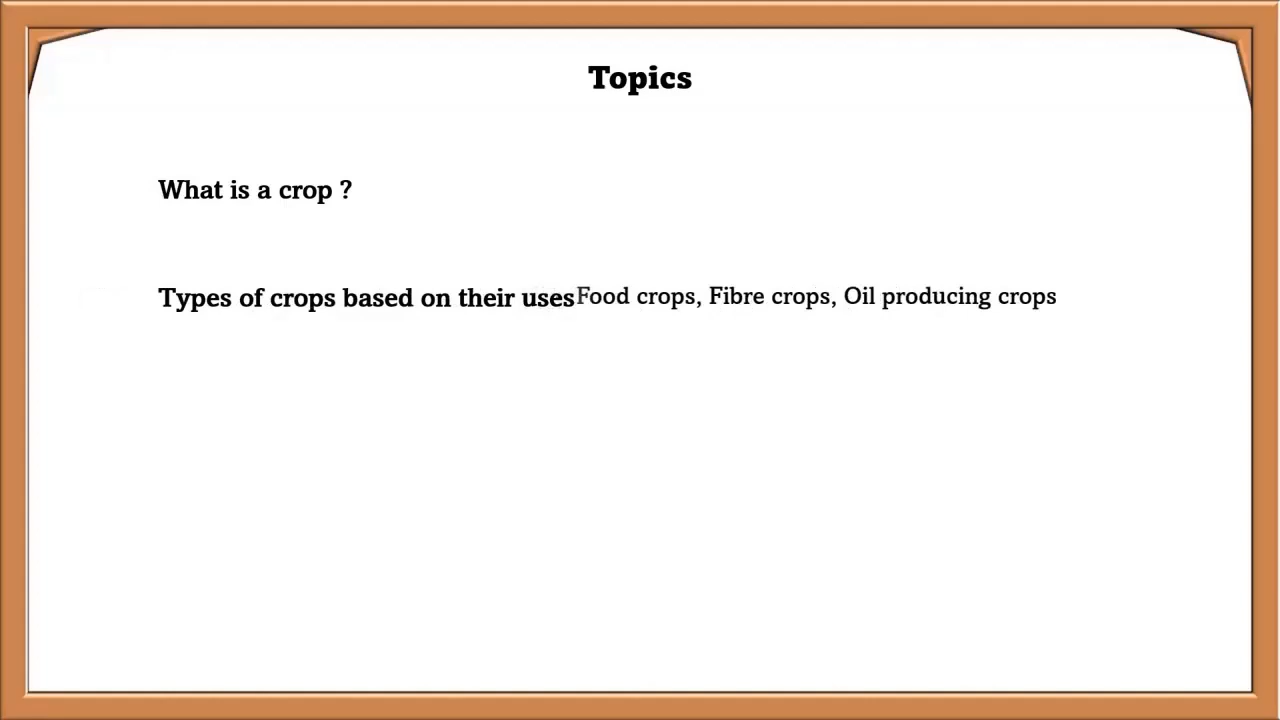 Topics
What is a crop ?
Types of crops based on their uses Food crops, Fibre crops, Oil producing crops